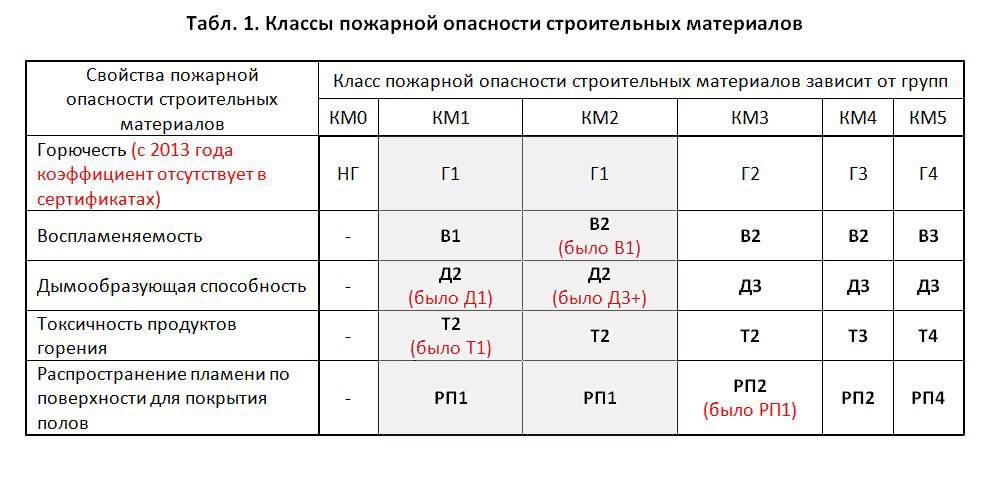 Табл. 1. Классы пожарной опасности строительных материалов
Свойства пожарной
опасности строительных
материалов
Класс пожарной опасности строительных материалов зависит от групп
КМ0 КМ1 КМ2 КМ3 КМ4 КМ5
Горючесть (с 2013 года
коэффициент отсутствует в
сертификатах)
НГ Г1 Г1 Г2 Г3 Г4
Воспламеняемость - В1 В2 В2 В2 В3
(было В1)
Дымообразующая способность - Д2 Д2 Д3 Д3 Д3
(было Д1) (было Д3+)
Токсичность продуктов
горения
- Т2 Т2 Т2 Т3 Т4
(было Т1)
Распространение пламени по
поверхности для покрытия
полов
- РП1 РП1 РП2 РП2 РП4
(было РП1)